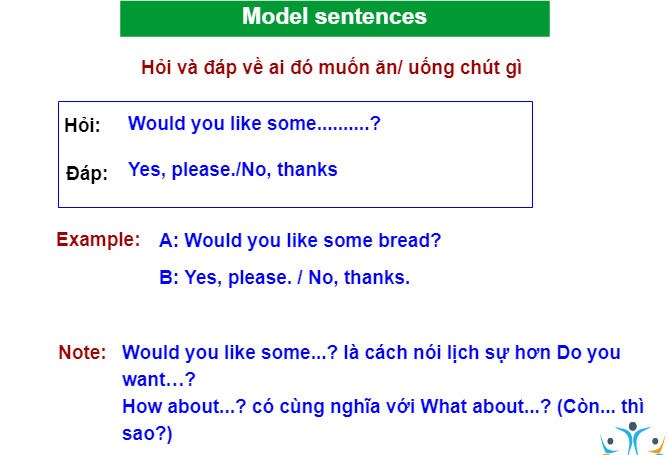 Model sentences
Hỏi và đáp về ai đó muốn ăn/ uống chút gì
Hỏi: Would you like some..........?
Đáp: Yes, please./No, thanks
Example: A: Would you like some bread?
B: Yes, please. / No, thanks.
Note: Would you like some...? là cách nói lịch sự hơn Do you
want…?
How about...? có cùng nghĩa với What about...? (Còn... thì
sao?)